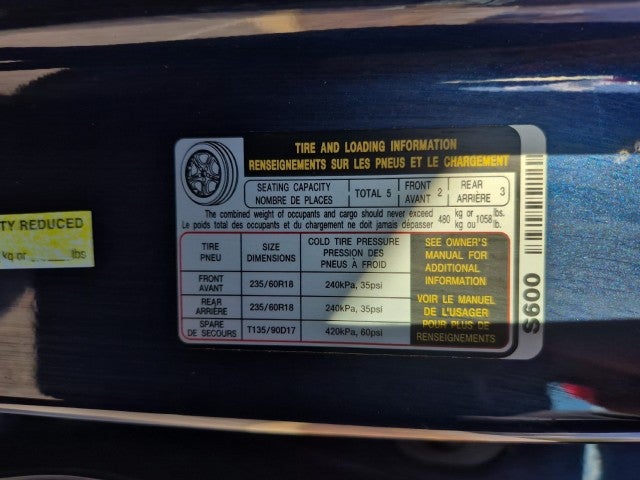 TIRE AND LOADING INFORMATION
RENSEIGNEMENTS SUR LES PNEUS ET LE CHARGEMENT
SEATING CAPACITY
NOMBRE DE PLACES
TOTAL 5
FRONT
AVANT 2
REAR
ARRIÈRE 3
The combined weight of occupants and cargo should never exceed
Le poids total des occupants et du chargement ne doit jamais dépasser
480 kg or
kg ou
1058 lbs.
lb.
TIRE
PNEU
SIZE
DIMENSIONS
COLD TIRE PRESSURE
PRESSION DES
PNEUS À FROID
SEE OWNER'S
MANUAL FOR
ADDITIONAL
INFORMATION
FRONT
AVANT
235/60R18
240kPa, 35psi
REAR
ARRIÈRE
235/60R18
240kPa, 35psi
VOIR LE MANUEL
DE L'USAGER
POUR PLUS DE
RENSEIGNEMENTS
SPARE
DE SECOURS
T135/90D17
420kPa, 60psi
S600
TY REDUCED
kg or
lbs